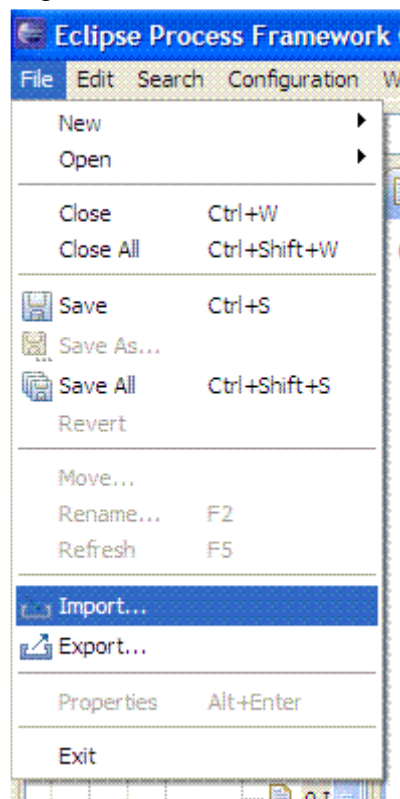 Eclipse Process Framework
File Edit Search Configuration W
New
Open
Close Ctrl+W
Close All Ctrl+Shift+W
Save Ctrl+S
Save As...
Save All Ctrl+Shift+S
Revert
Move...
Rename... F2
Refresh F5
Import...
Export...
Properties Alt+Enter
Exit